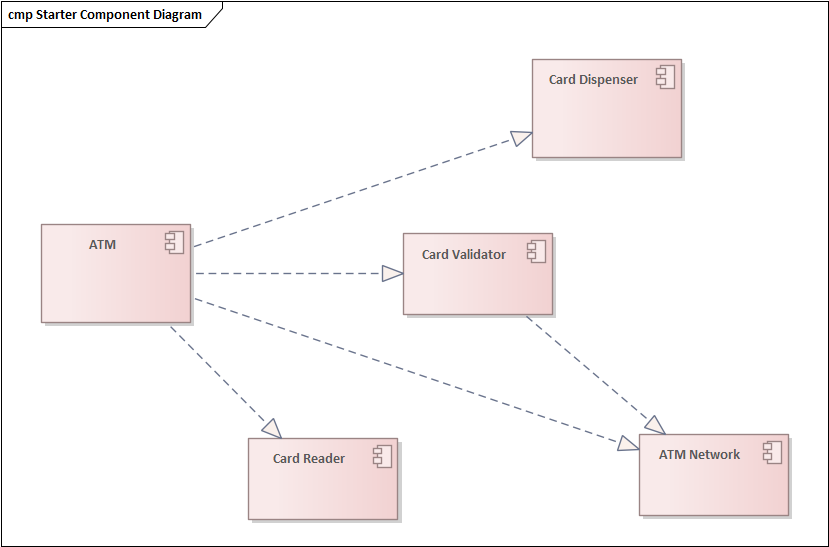 cmp Starter Component Diagram
Card Dispenser
ATM
Card Validator
Card Reader
ATM Network